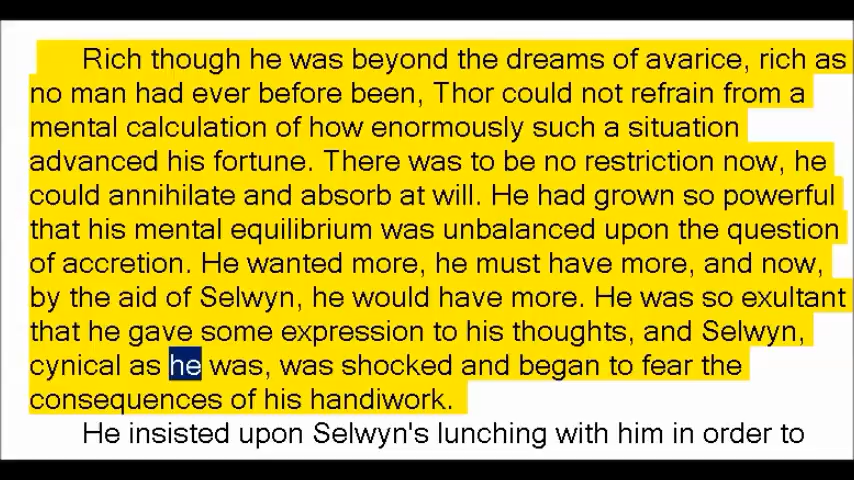 Rich though he was beyond the dreams of avarice, rich as
no man had ever before been, Thor could not refrain from a
mental calculation of how enormously such a situation
advanced his fortune. There was to be no restriction now, he
could annihilate and absorb at will. He had grown so powerful
that his mental equilibrium was unbalanced upon the question
of accretion. He wanted more, he must have more, and now,
by the aid of Selwyn, he would have more. He was so exultant
that he gave some expression to his thoughts, and Selwyn,
cynical as he was, was shocked and began to fear the
consequences of his handiwork.
He insisted upon Selwyn's lunching with him in order to